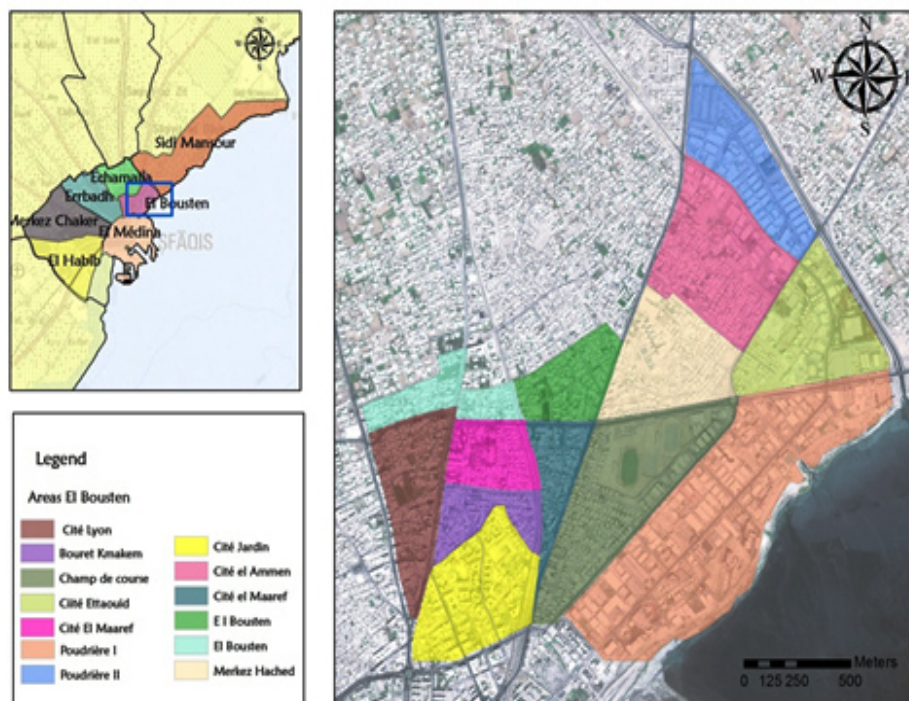 N
W
E
S
Sidi Mansour
Echamalia
Errbadh
El Bousten
Merkez Chaker
El Médina
SFĀQIS
El Habib
Legend
Areas El Bousten
Cité Lyon
Bouret Kmakem
Champ de course
Ciité Ettaouid
Cité El Maaref
Poudrière I
Poudrière II
Cité Jardin
Cité el Ammen
Cité el Maaref
E l Bousten
El Bousten
Merkez Hached
N
W
E
S
Meters
0 125 250 500